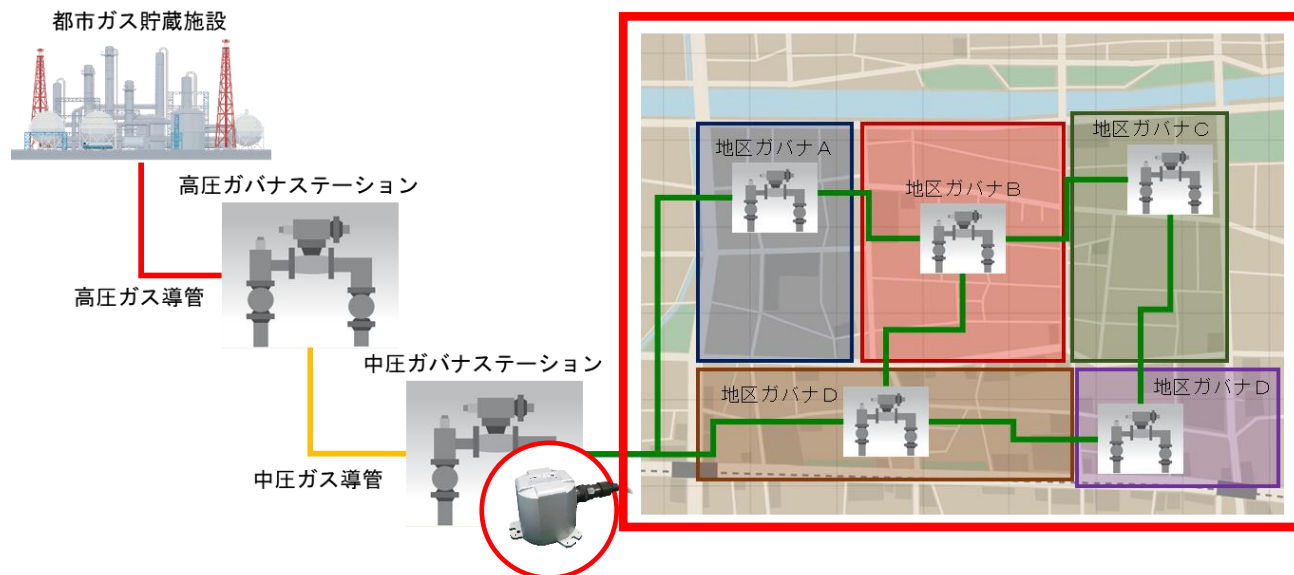 都市ガス貯蔵施設
高圧ガバナステーション
高圧ガス導管
中圧ガバナステーション
中圧ガス導管
地区ガバナA
地区ガバナB
地区ガバナC
地区ガバナD
地区ガバナD